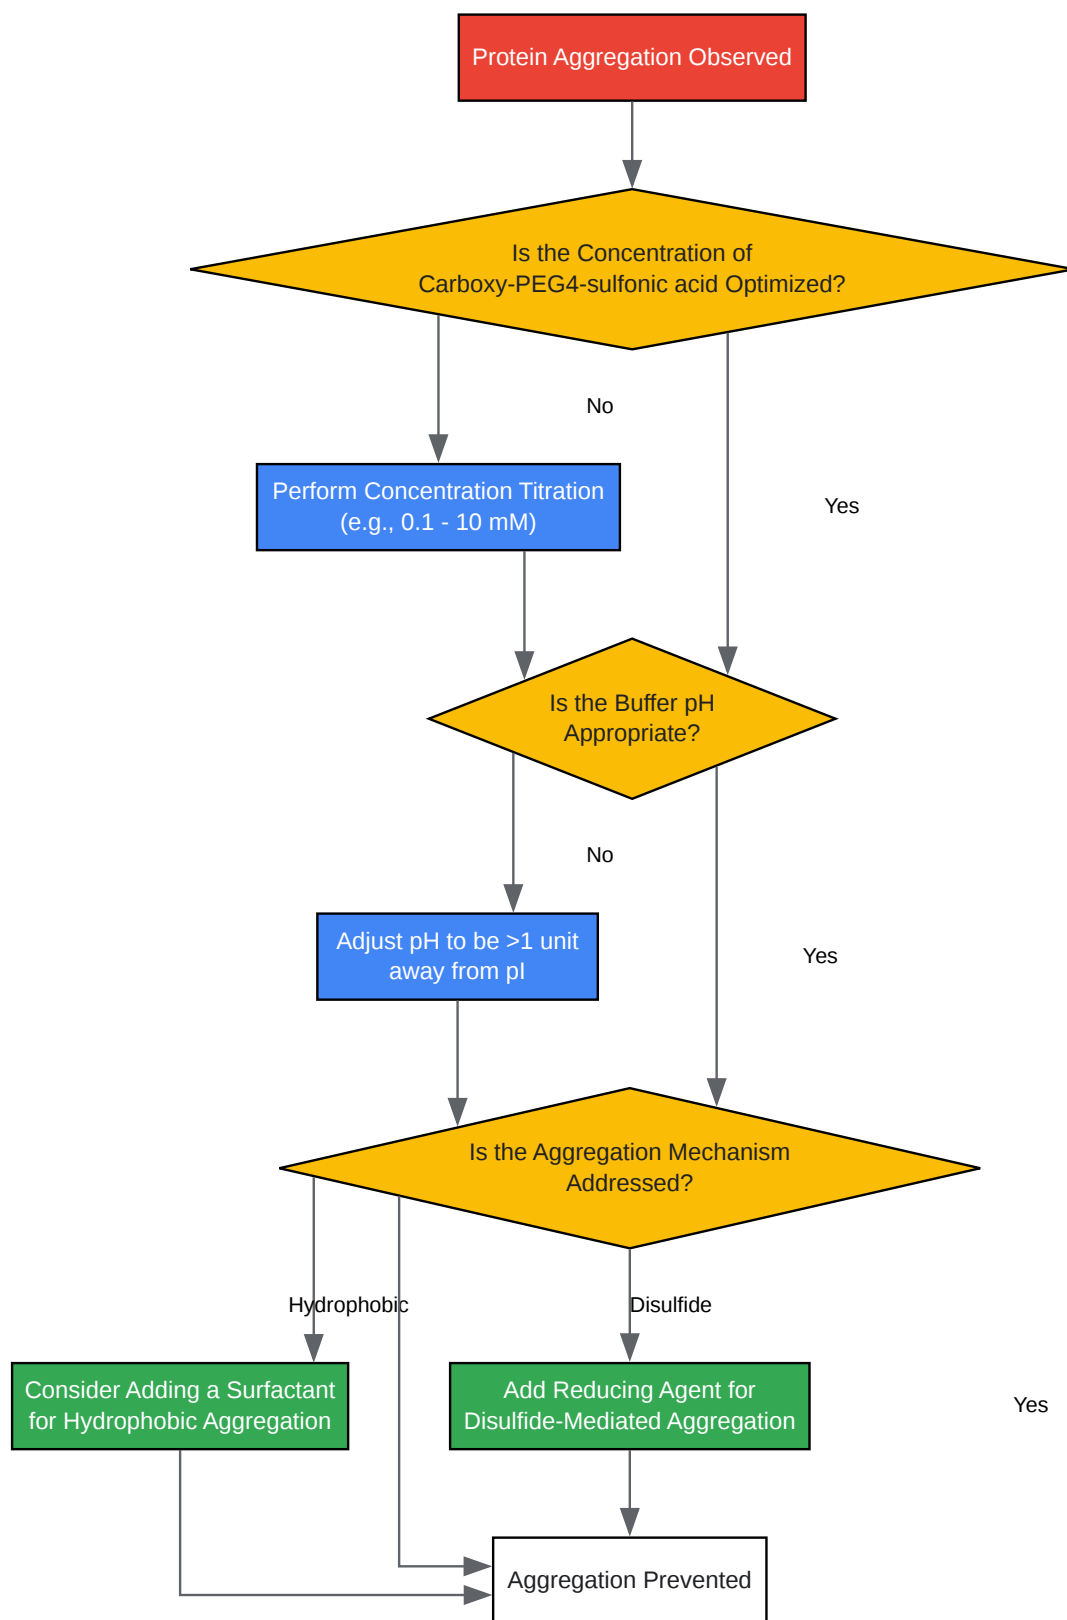 Protein Aggregation Observed
Is the Concentration of
Carboxy-PEG4-sulfonic acid Optimized?
No
Perform Concentration Titration
(e.g., 0.1 - 10 mM)
Yes
Is the Buffer pH
Appropriate?
No
Adjust pH to be >1 unit
away from pI
Yes
Is the Aggregation Mechanism
Addressed?
Hydrophobic
Disulfide
Consider Adding a Surfactant
for Hydrophobic Aggregation
Add Reducing Agent for
Disulfide-Mediated Aggregation
Yes
Aggregation Prevented